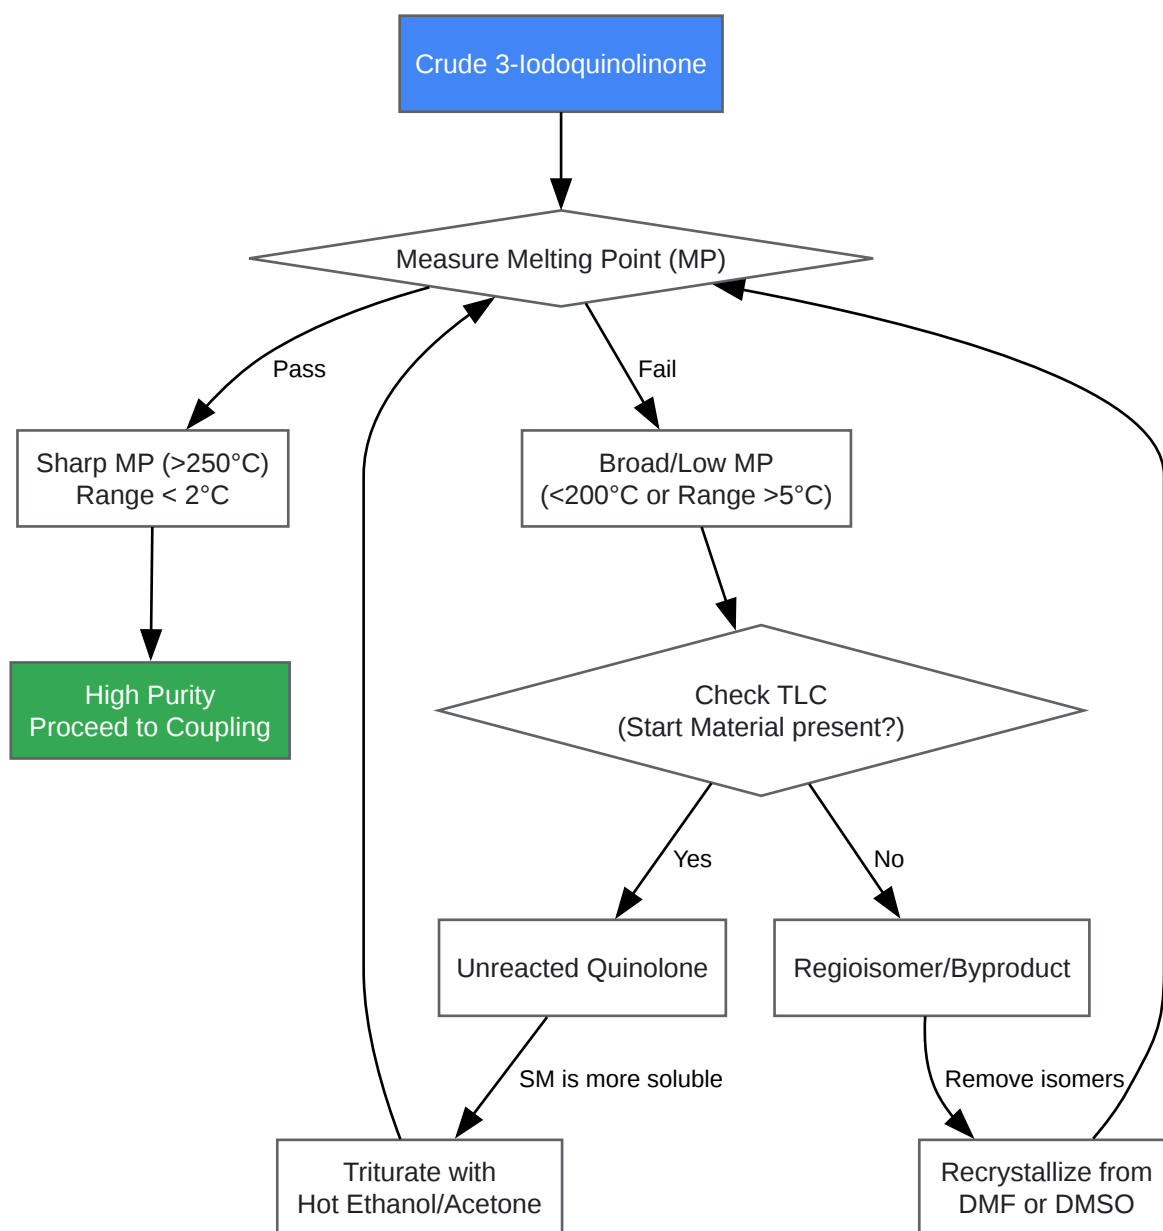 Crude 3-Iodoquinolinone
Measure Melting Point (MP)
Pass
Fail
Sharp MP (>250°C)
Range < 2°C
Broad/Low MP
(<200°C or Range >5°C)
High Purity
Proceed to Coupling
Check TLC
(Start Material present?)
Yes
No
Unreacted Quinolone
Regioisomer/Byproduct
SM is more soluble
Remove isomers
Triturate with
Hot Ethanol/Acetone
Recrystallize from
DMF or DMSO